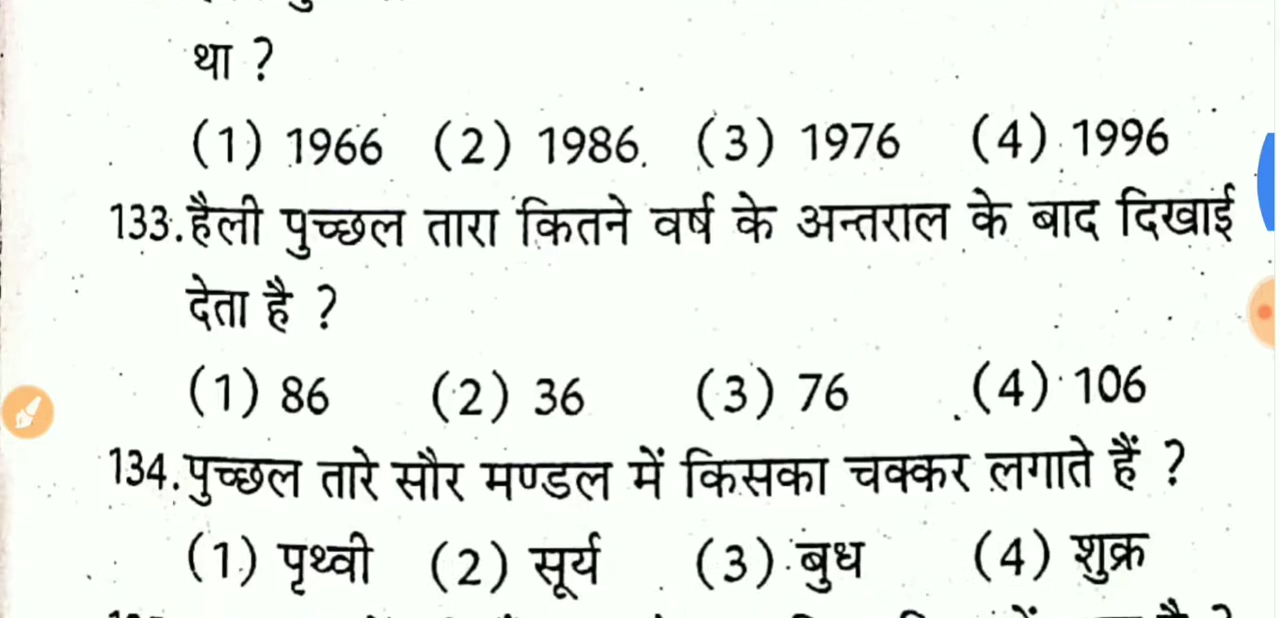 था ?
(1) 1966 (2) 1986 (3) 1976 (4) 1996
133. हैली पुच्छल तारा कितने वर्ष के अन्तराल के बाद दिखाई
देता है ?
(1) 86 (2) 36 (3) 76 (4) 106
134. पुच्छल तारे सौर मण्डल में किसका चक्कर लगाते हैं ?
(1) पृथ्वी (2) सूर्य (3) बुध (4) शुक्र